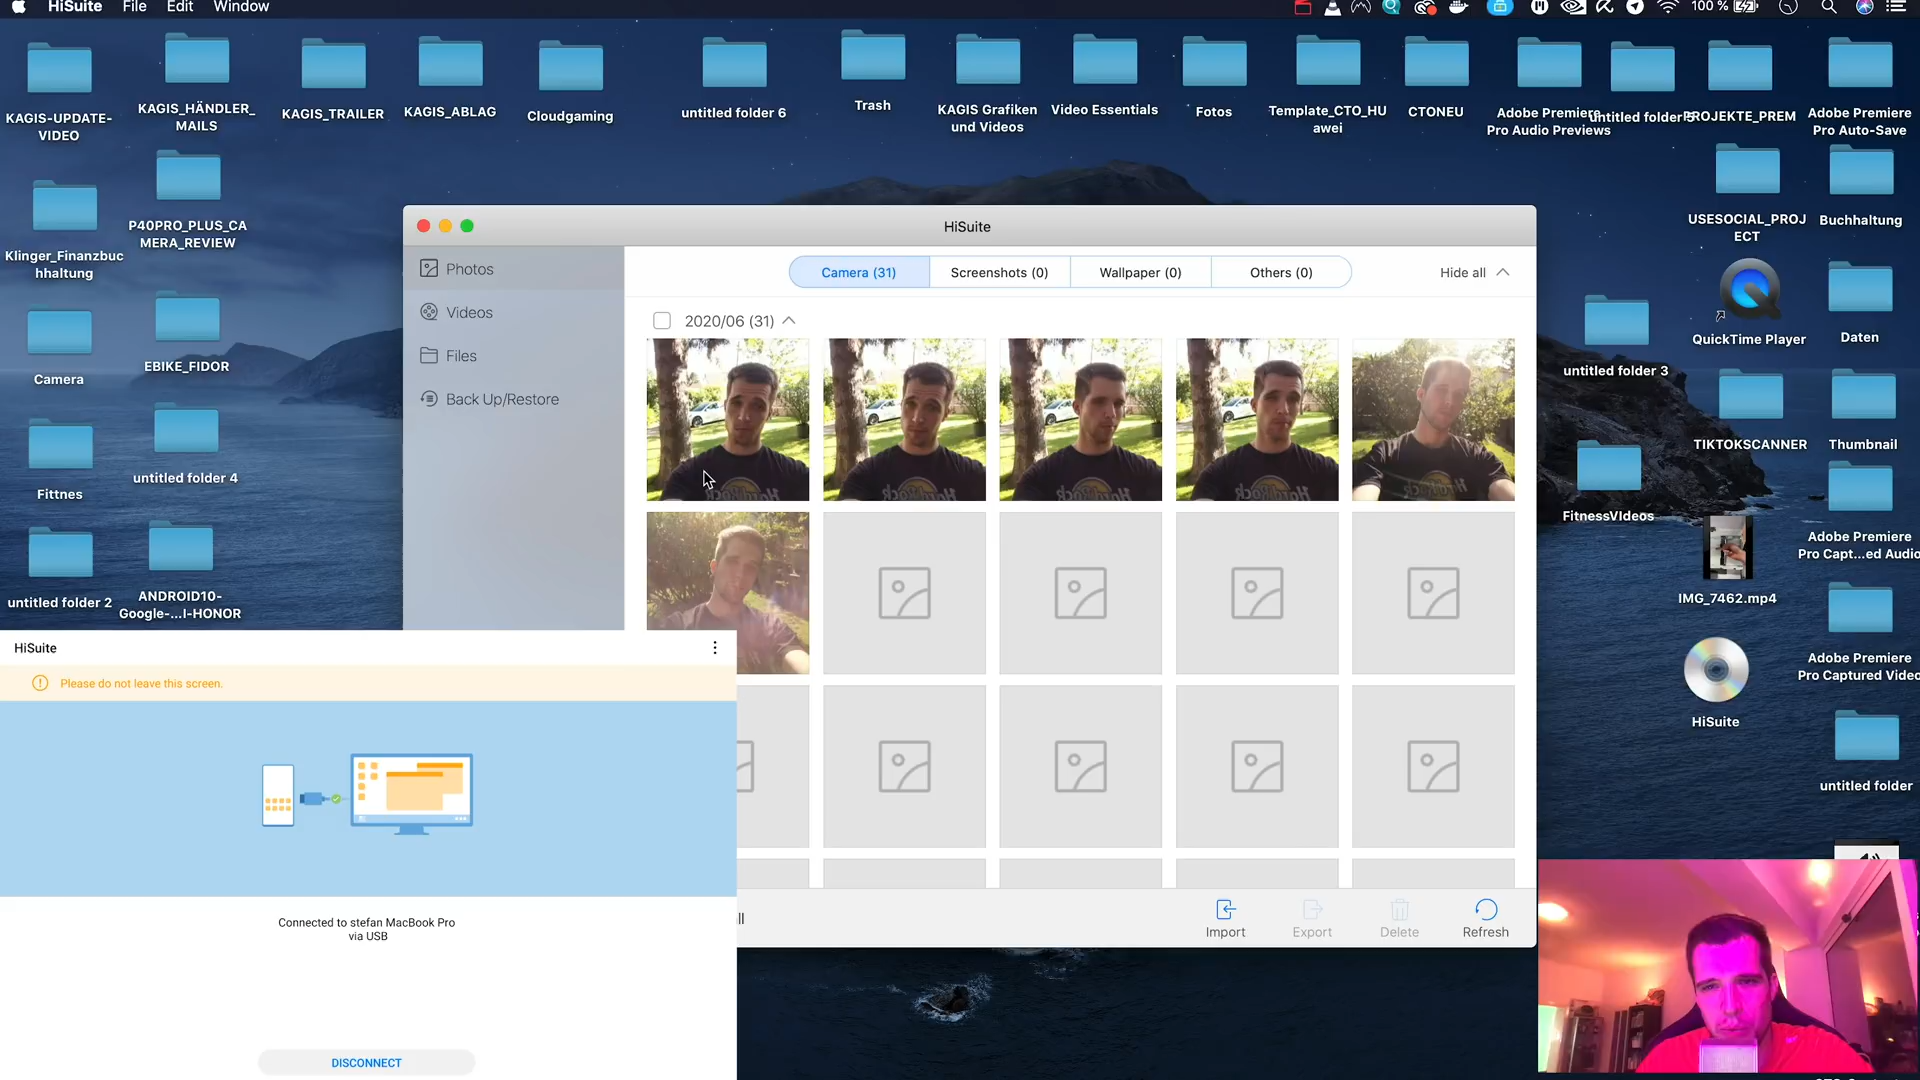 HiSuite File Edit Window
100 %
KAGIS-UPDATE-
VIDEO
KAGIS_HÄNDLER_
MAILS
KAGIS_TRAILER
KAGIS_ABLAG
Cloudgaming
untitled folder 6
Trash
KAGIS Grafiken
und Videos
Video Essentials
Fotos
Template_CTO_HU
awei
CTONEU
Adobe Premiere
Pro Audio Previews
untitled folder 5
PROJEKTE_PREM
Adobe Premiere
Pro Auto-Save
Klinger_Finanzbuc
hhaltung
P40PRO_PLUS_CA
MERA_REVIEW
USESOCIAL_PROJ
ECT
Buchhaltung
Camera
EBIKE_FIDOR
untitled folder 3
QuickTime Player
Daten
Fittnes
untitled folder 4
FitnessVIdeos
TIKTOKSCANNER
Thumbnail
untitled folder 2
ANDROID10-
Google-...I-HONOR
IMG_7462.mp4
Adobe Premiere
Pro Capt...ed Audio
HiSuite
Adobe Premiere
Pro Captured Video
untitled folder
HiSuite
Photos
Videos
Files
Back Up/Restore
Camera (31)
Screenshots (0)
Wallpaper (0)
Others (0)
Hide all
2020/06 (31)
Import
Export
Delete
Refresh
HiSuite
Please do not leave this screen.
Connected to stefan MacBook Pro
via USB
DISCONNECT